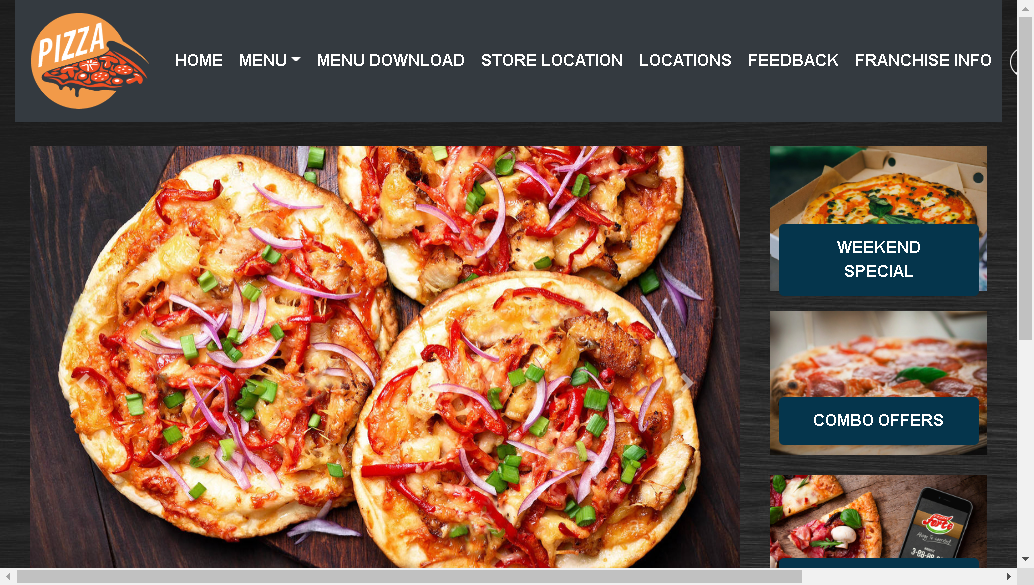 PIZZA
HOME MENU MENU DOWNLOAD STORE LOCATION LOCATIONS FEEDBACK FRANCHISE INFO
WEEKEND
SPECIAL
COMBO OFFERS